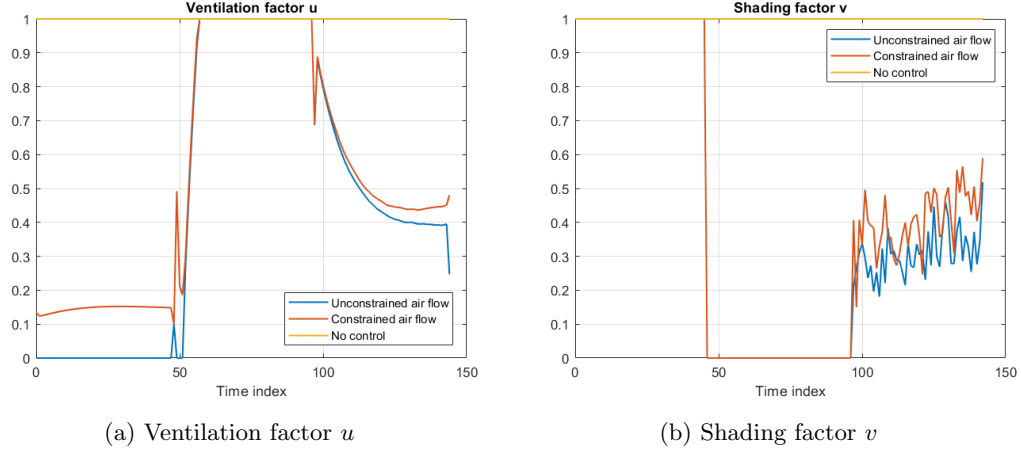 Ventilation factor u
1
0.9
0.8
0.7
0.6
0.5
0.4
0.3
0.2
0.1
0
0 50 100 150
Time index
Unconstrained air flow
Constrained air flow
No control
(a) Ventilation factor u
Shading factor v
1
0.9
0.8
0.7
0.6
0.5
0.4
0.3
0.2
0.1
0
0 50 100 150
Time index
Unconstrained air flow
Constrained air flow
No control
(b) Shading factor v